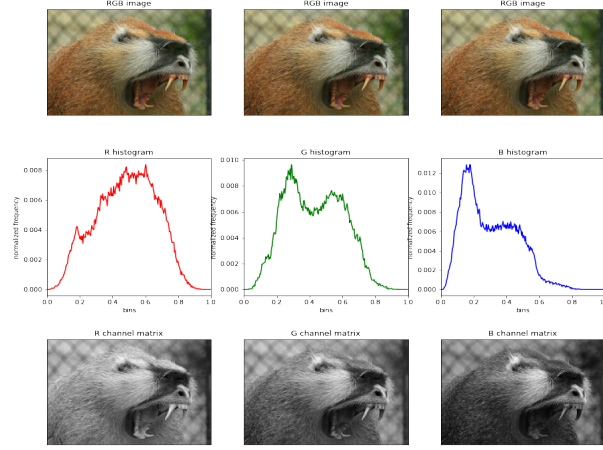 RGB image RGB image RGB image
R histogram G histogram B histogram
normalized frequency
0.008
0.006
0.004
0.002
0.000
0.0 0.2 0.4 0.6 0.8 1.0
bins
normalized frequency
0.010
0.008
0.006
0.004
0.002
0.000
0.0 0.2 0.4 0.6 0.8 1.0
bins
normalized frequency
0.012
0.010
0.008
0.006
0.004
0.002
0.000
0.0 0.2 0.4 0.6 0.8 1.0
bins
R channel matrix G channel matrix B channel matrix